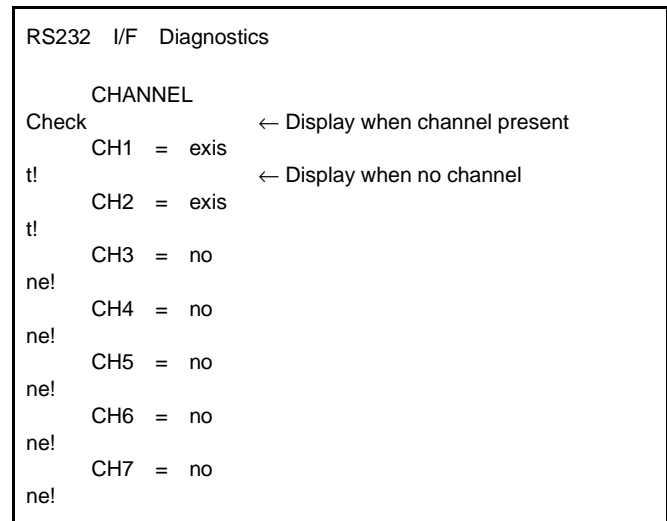 RS232 I/F Diagnostics
CHANNEL
Check ← Display when channel present
CH1 = exis
t! ← Display when no channel
CH2 = exis
t!
CH3 = no
ne!
CH4 = no
ne!
CH5 = no
ne!
CH6 = no
ne!
CH7 = no
ne!